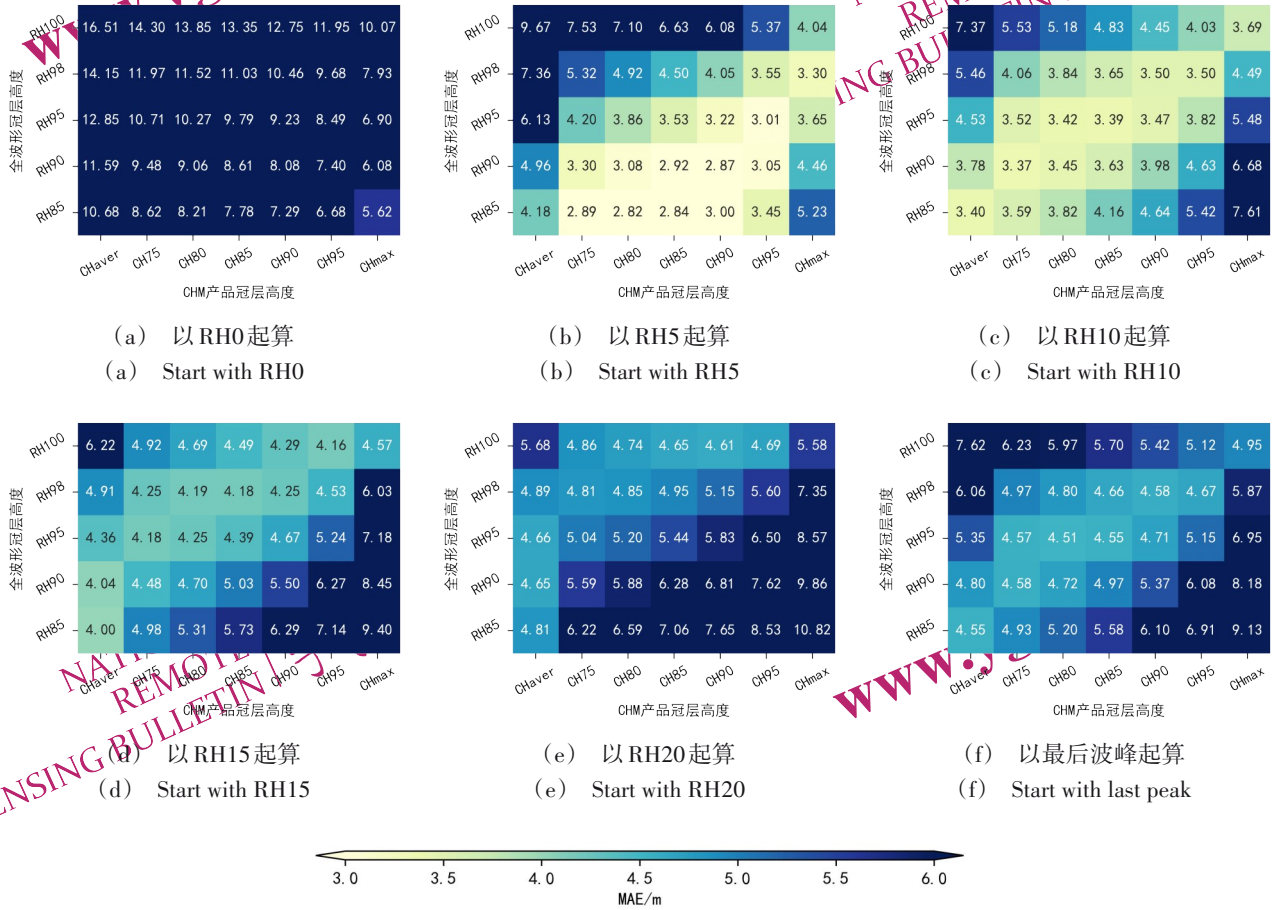 RH100 16.51 14.30 13.85 13.35 12.75 11.95 10.07
RH98 14.15 11.97 11.52 11.03 10.46 9.68 7.93
RH95 12.85 10.71 10.27 9.79 9.23 8.49 6.90
RH90 11.59 9.48 9.06 8.61 8.08 7.40 6.08
RH85 10.68 8.62 8.21 7.78 7.29 6.68 5.62
全波形冠层高度
CHaver CH75 CH80 CH85 CH90 CH95 CHmax
CHM产品冠层高度
(a) 以RH0起算
(a) Start with RH0
RH100 9.67 7.53 7.10 6.63 6.08 5.37 4.04
RH98 7.36 5.32 4.92 4.50 4.05 3.55 3.30
RH95 6.13 4.20 3.86 3.53 3.22 3.01 3.65
RH90 4.96 3.30 3.08 2.92 2.87 3.05 4.46
RH85 4.18 2.89 2.82 2.84 3.00 3.45 5.23
全波形冠层高度
CHaver CH75 CH80 CH85 CH90 CH95 CHmax
CHM产品冠层高度
(b) 以RH5起算
(b) Start with RH5
RH100 7.37 5.53 5.18 4.83 4.45 4.03 3.69
RH98 5.46 4.06 3.84 3.65 3.50 3.50 4.49
RH95 4.53 3.52 3.42 3.39 3.47 3.82 5.48
RH90 3.78 3.37 3.45 3.63 3.98 4.63 6.68
RH85 3.40 3.59 3.82 4.16 4.64 5.42 7.61
全波形冠层高度
CHaver CH75 CH80 CH85 CH90 CH95 CHmax
CHM产品冠层高度
(c) 以RH10起算
(c) Start with RH10
RH100 6.22 4.92 4.69 4.49 4.29 4.16 4.57
RH98 4.91 4.25 4.19 4.18 4.25 4.53 6.03
RH95 4.36 4.18 4.25 4.39 4.67 5.24 7.18
RH90 4.04 4.48 4.70 5.03 5.50 6.27 8.45
RH85 4.00 4.98 5.31 5.73 6.29 7.14 9.40
全波形冠层高度
CHaver CH75 CH80 CH85 CH90 CH95 CHmax
CHM产品冠层高度
(d) 以RH15起算
(d) Start with RH15
RH100 5.68 4.86 4.74 4.65 4.61 4.69 5.58
RH98 4.89 4.81 4.85 4.95 5.15 5.60 7.35
RH95 4.66 5.04 5.20 5.44 5.83 6.50 8.57
RH90 4.65 5.59 5.88 6.28 6.81 7.62 9.86
RH85 4.81 6.22 6.59 7.06 7.65 8.53 10.82
全波形冠层高度
CHaver CH75 CH80 CH85 CH90 CH95 CHmax
CHM产品冠层高度
(e) 以RH20起算
(e) Start with RH20
RH100 7.62 6.23 5.97 5.70 5.42 5.12 4.95
RH98 6.06 4.97 4.80 4.66 4.58 4.67 5.87
RH95 5.35 4.57 4.51 4.55 4.71 5.15 6.95
RH90 4.80 4.58 4.72 4.97 5.37 6.08 8.18
RH85 4.55 4.93 5.20 5.58 6.10 6.91 9.13
全波形冠层高度
CHaver CH75 CH80 CH85 CH90 CH95 CHmax
CHM产品冠层高度
(f) 以最后波峰起算
(f) Start with last peak
3.0 3.5 4.0 4.5 5.0 5.5 6.0
MAE/m
REMOTE
ENSING BULLETIN
www.